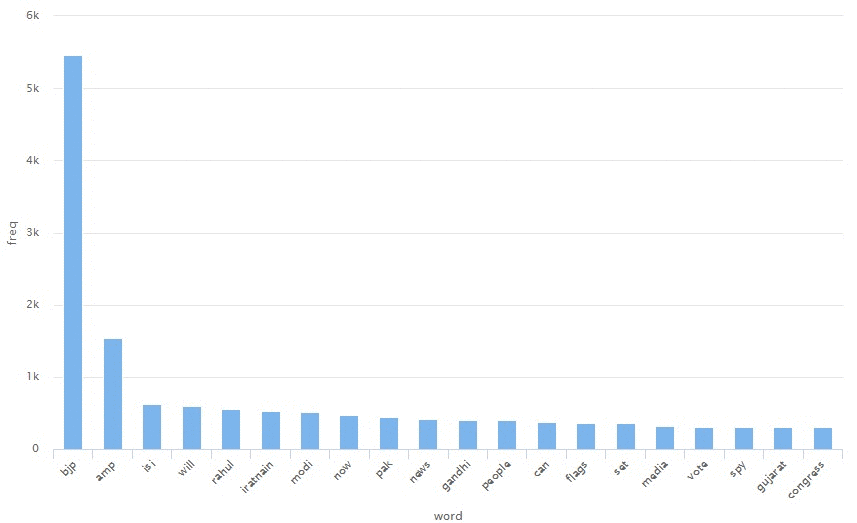 6k
5k
4k
3k
2k
1k
0
freq
bjp
amp
isi
will
rahul
iratnain
modi
now
pak
news
gandhi
people
can
flags
set
media
vote
spy
gujarat
congress
word